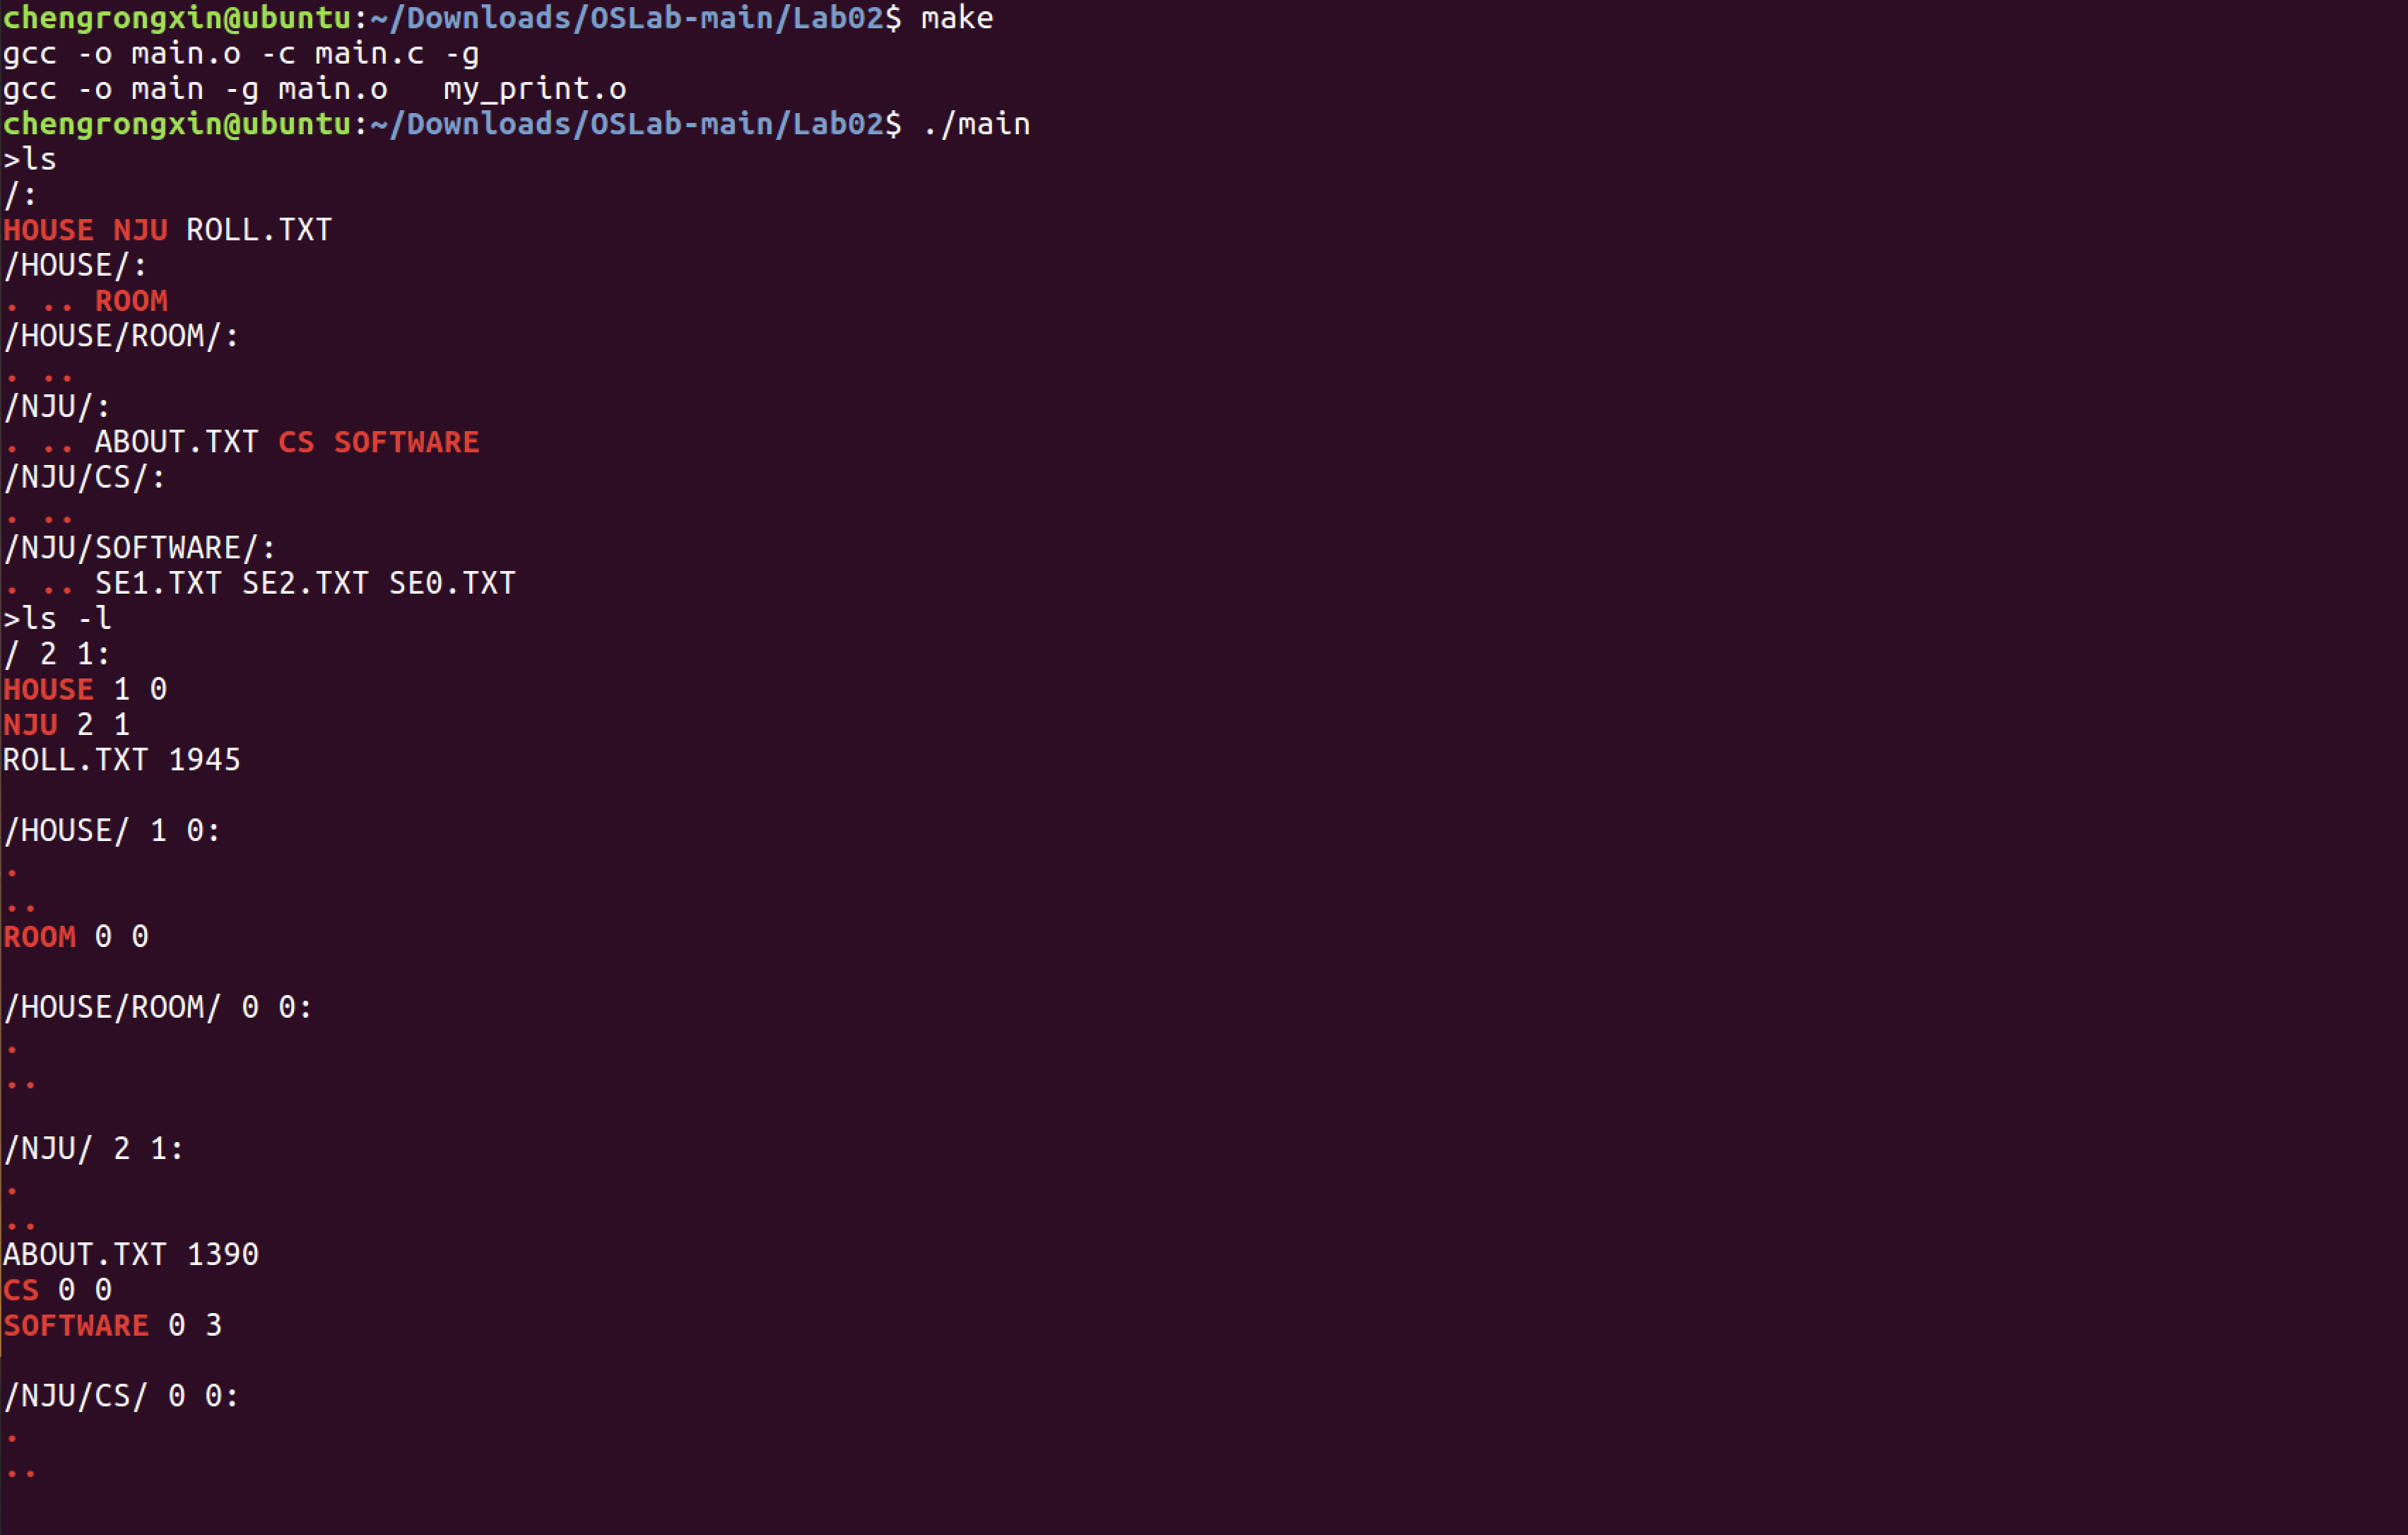 chengrongxin@ubuntu:~/Downloads/OSLab-main/Lab02$ make
gcc -o main.o -c main.c -g
gcc -o main -g main.o   my_print.o
chengrongxin@ubuntu:~/Downloads/OSLab-main/Lab02$ ./main
>ls
/:
HOUSE NJU ROLL.TXT
/HOUSE/:
. .. ROOM
/HOUSE/ROOM/:
. ..
/NJU/:
. .. ABOUT.TXT CS SOFTWARE
/NJU/CS/:
. ..
/NJU/SOFTWARE/:
. .. SE1.TXT SE2.TXT SE0.TXT
>ls -l
/ 2 1:
HOUSE 1 0
NJU 2 1
ROLL.TXT 1945

/HOUSE/ 1 0:
.
..
ROOM 0 0

/HOUSE/ROOM/ 0 0:
.
..

/NJU/ 2 1:
.
..
ABOUT.TXT 1390
CS 0 0
SOFTWARE 0 3

/NJU/CS/ 0 0:
.
..